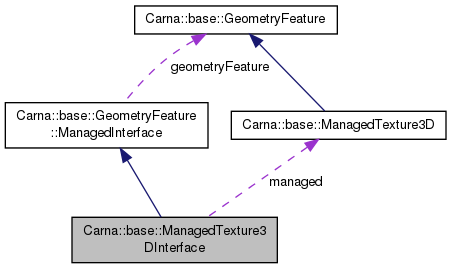 Carna::base::GeometryFeature
geometryFeature
Carna::base::GeometryFeature
::ManagedInterface
Carna::base::ManagedTexture3D
managed
Carna::base::ManagedTexture3
DInterface